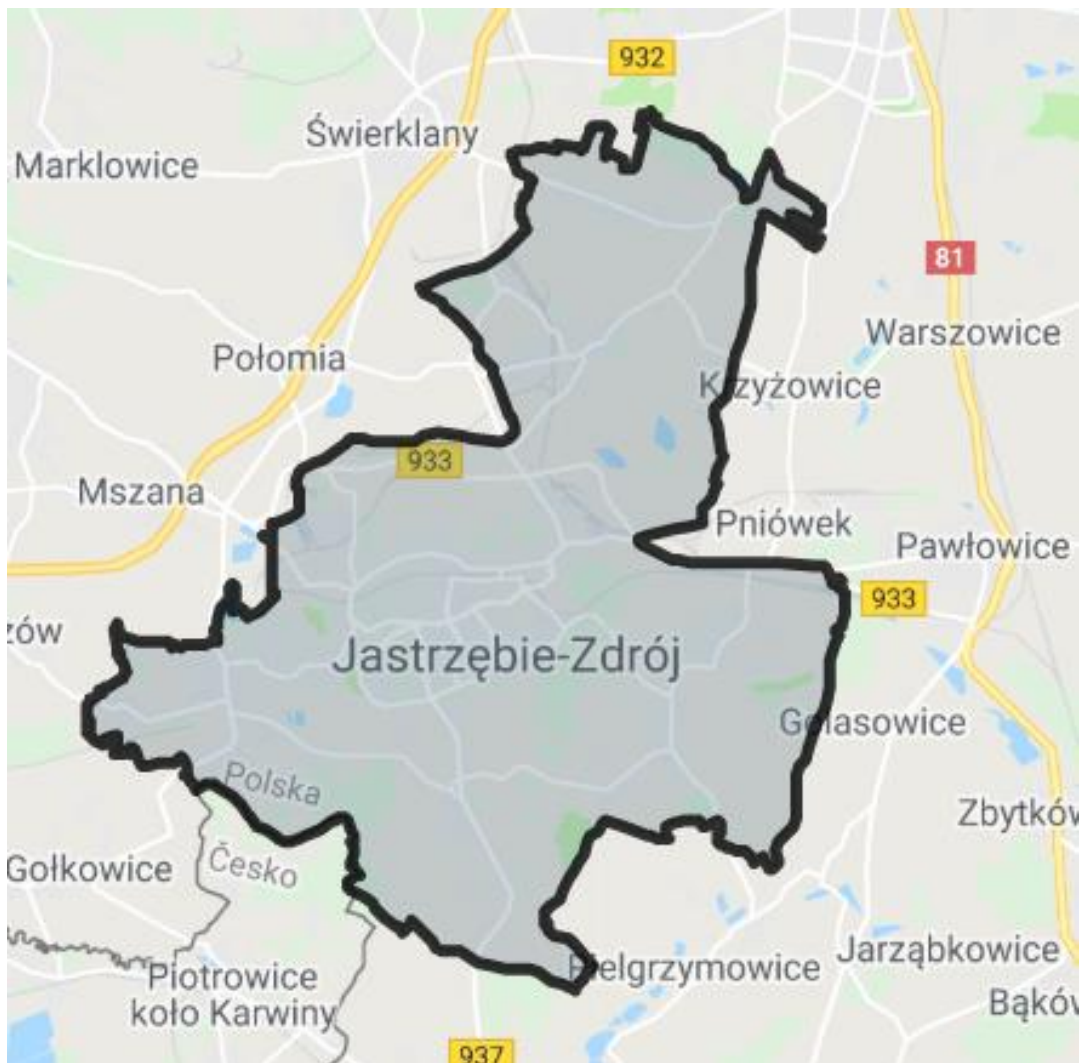 932
Świerklany
Marklowice
81
Warszowice
Połomia
Krzyżowice
933
Mszana
Pniówek
Pawłowice
933
zów
Jastrzębie-Zdrój
Golasowice
Polska
Zbytków
Gołkowice
Česko
Pielgrzymowice
Jarząbkowice
Piotrowice
koło Karwiny
Bąków
937